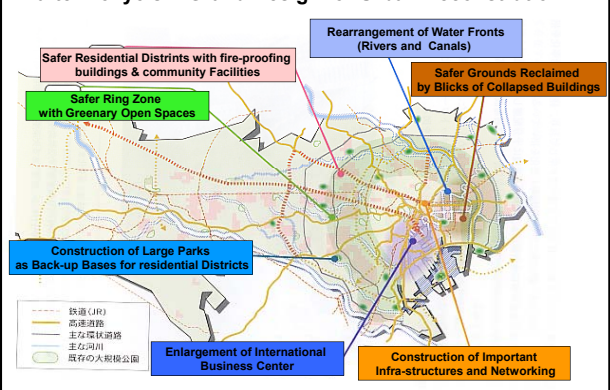 Rearrangement of Water Fronts
(Rivers and Canals)
Safer Residential Distrints with fire-proofing
buildings & community Facilities
Safer Grounds Reclaimed
by Blicks of Collapsed Buildings
Safer Ring Zone
with Greenary Open Spaces
Construction of Large Parks
as Back-up Bases for residential Districts
鉄道(JR)
高速道路
主な環状道路
主な河川
既存の大規模公園
Enlargement of International
Business Center
Construction of Important
Infra-structures and Networking